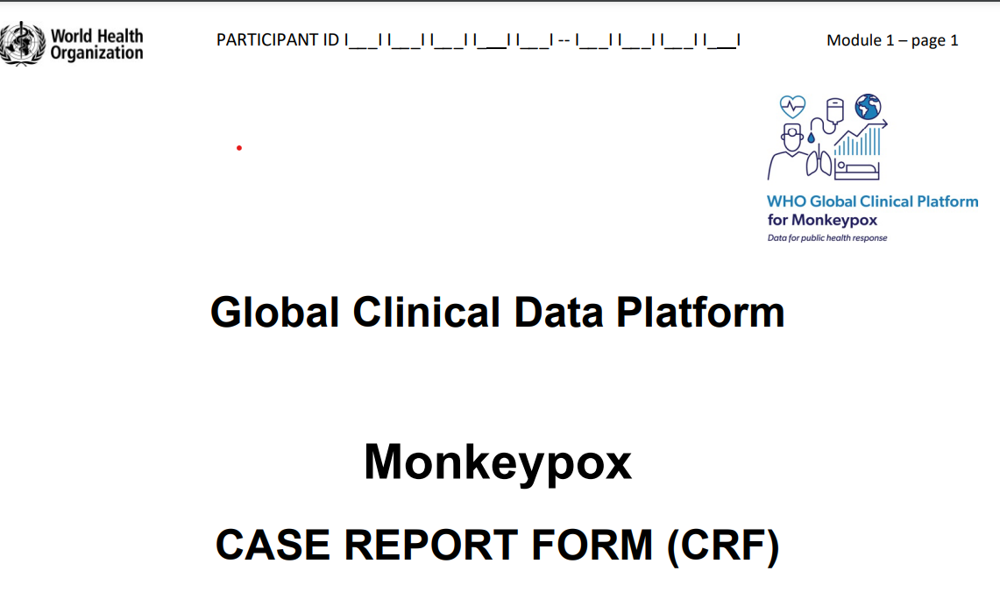 World Health
Organization
PARTICIPANT ID I___I I___I I___I I___I I___I -- I___I I___I I___I I___I
Module 1 – page 1
WHO Global Clinical Platform
for Monkeypox
Data for public health response
Global Clinical Data Platform
Monkeypox
CASE REPORT FORM (CRF)